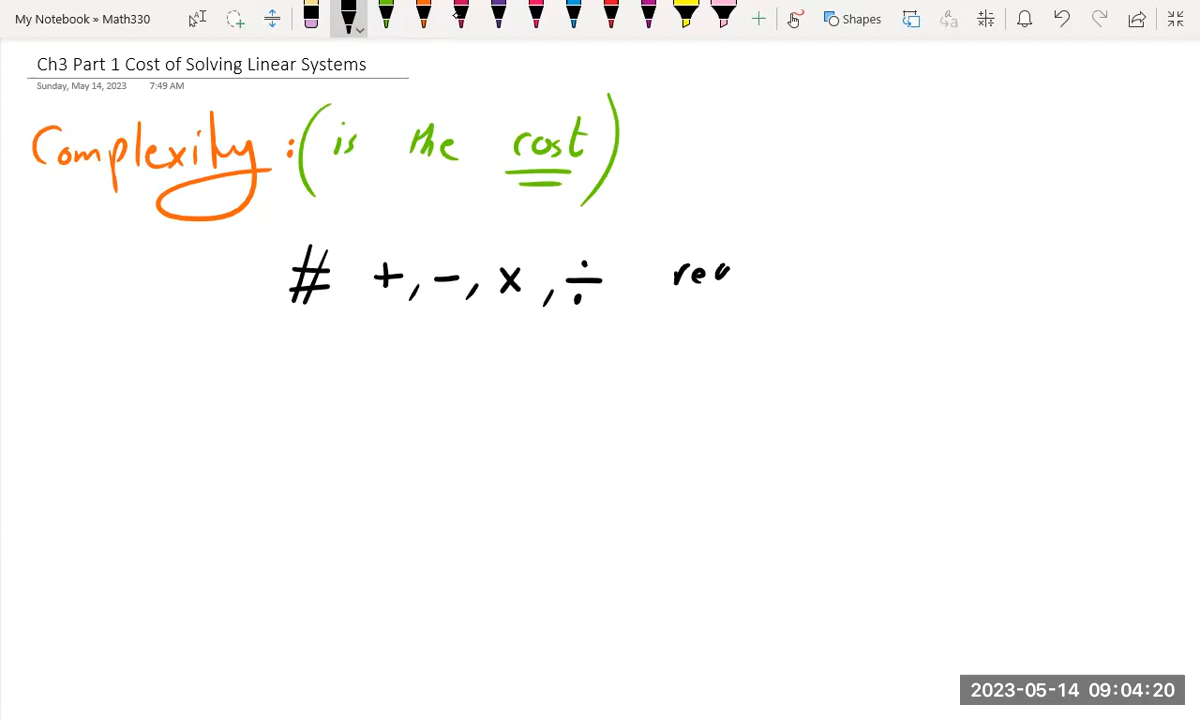 My Notebook » Math330
Shapes
Ch3 Part 1 Cost of Solving Linear Systems
Sunday, May 14, 2023 7:49 AM
Complexity : (is the cost)
# +, -, x, ÷
2023-05-14 09:04:20